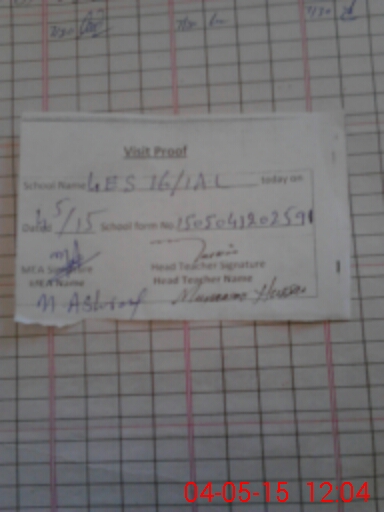 Visit Proof
School Name GES 16/1AL today on
Date 4/5/15 School form No 150504120259
MEA Signature Head Teacher Signature
MEA Name Head Teacher Name
M Ashraf
04-05-15 12:04